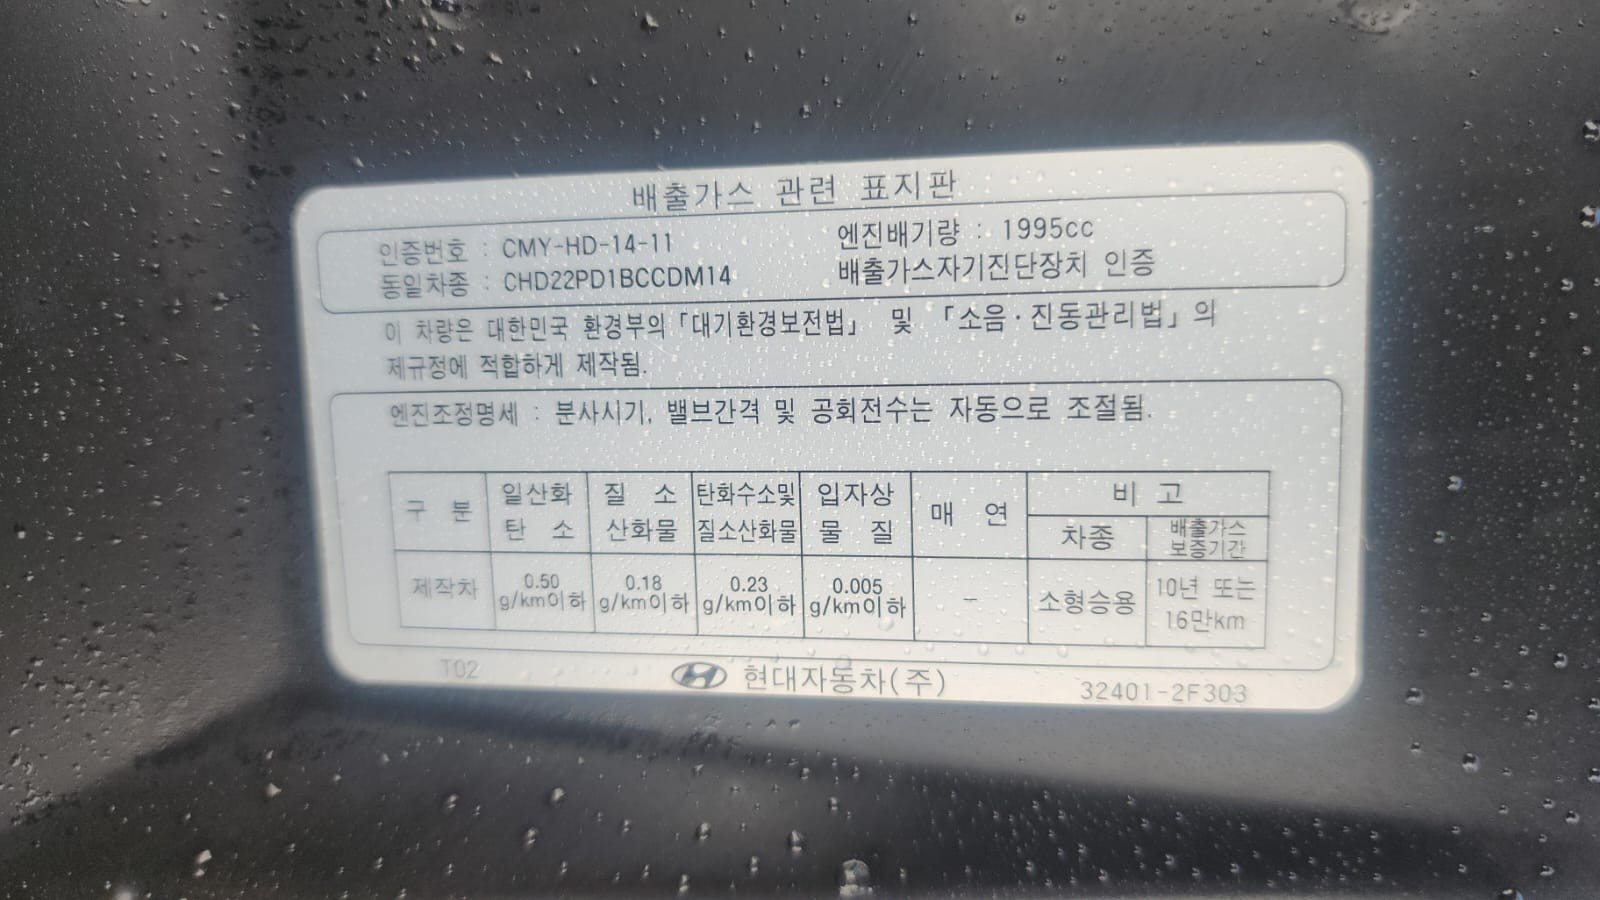 배출가스 관련 표지판
인증번호 : CMY-HD-14-11 엔진배기량 : 1995cc
동일차종 : CHD22PD1BCCDM14 배출가스자기진단장치 인증
이 차량은 대한민국 환경부의 「대기환경보전법」 및 「소음·진동관리법」의
제규정에 적합하게 제작됨.
엔진조정명세 : 분사시기, 밸브간격 및 공회전수는 자동으로 조절됨.
구 분 일산화 탄 소 질 소 산화물 탄화수소및 질소산화물 입자상 물 질 매 연 비 고
차종 배출가스 보증기간
제작차 0.50 g/km이하 0.18 g/km이하 0.23 g/km이하 0.005 g/km이하 - 소형승용 10년 또는 16만km
T02 현대자동차(주) 32401-2F303